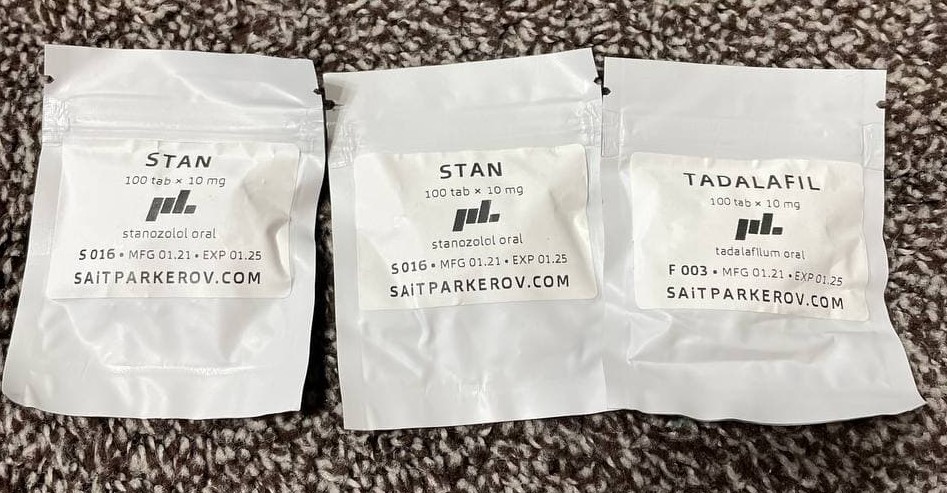 STAN
100 tab × 10 mg
pl.
stanozolol oral
S 016 • MFG 01.21 • EXP 01.25
SAiTPARKEROV.COM
STAN
100 tab × 10 mg
pl.
stanozolol oral
S 016 • MFG 01.21 • EXP 01.25
SAiTPARKEROV.COM
TADALAFIL
100 tab × 10 mg
pl.
tadalafilum oral
F 003 • MFG 01.21 • EXP 01.25
SAiTPARKEROV.COM